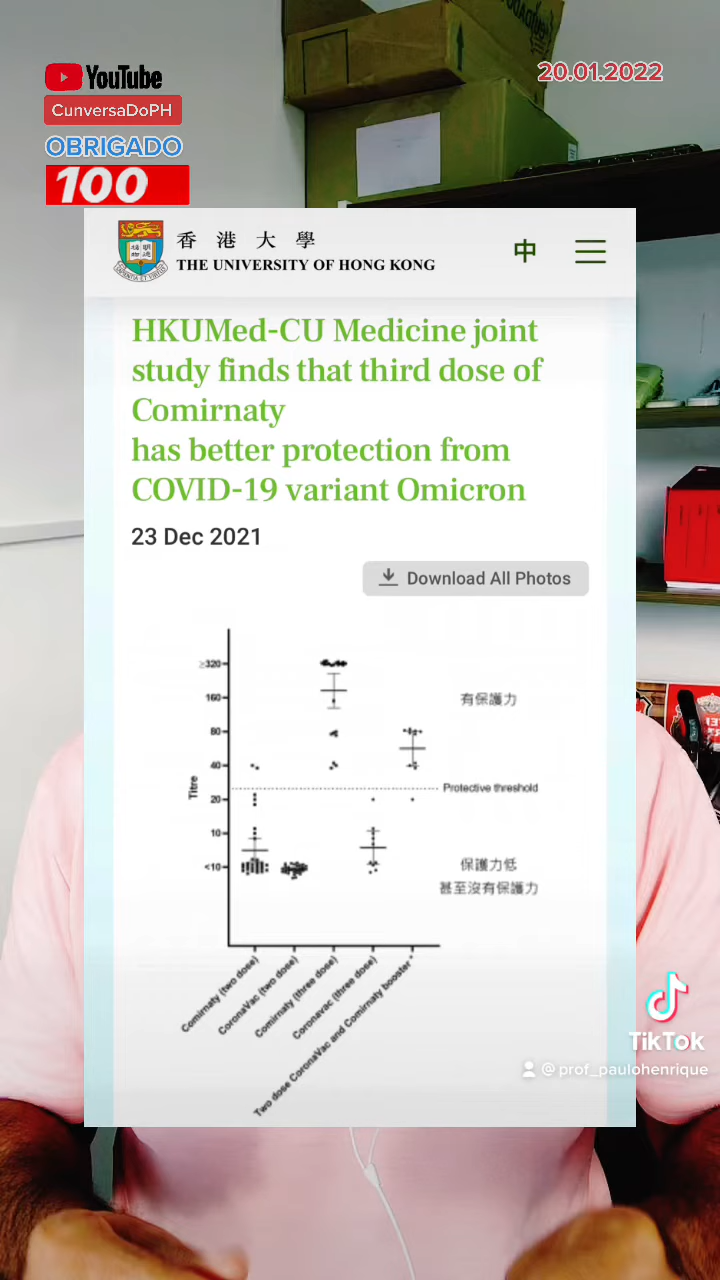 YouTube
CunversaDoPH
OBRIGADO
100
20.01.2022
香港大學
THE UNIVERSITY OF HONG KONG
中
HKUMed-CU Medicine joint
study finds that third dose of
Comirnaty
has better protection from
COVID-19 variant Omicron
23 Dec 2021
Download All Photos
≥320
160
80
40
20
10
<10
Titre
有保護力
Protective threshold
保護力低
甚至沒有保護力
Comirnaty (two dose)
CoronaVac (two dose)
Comirnaty (three dose)
Coronavac (three dose)
Two dose CoronaVac and Comirnaty booster*
TikTok
@prof_paulohenrique